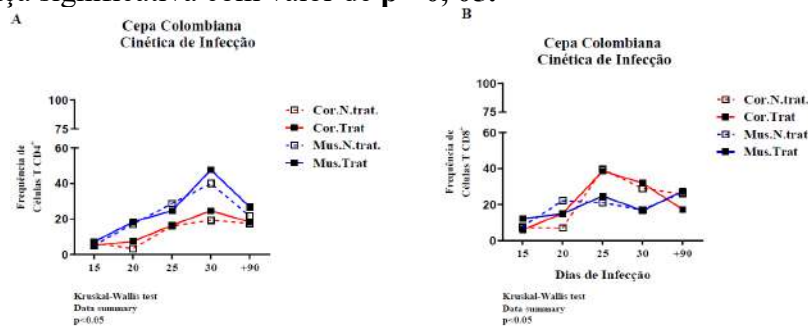 ça significativa com valor de p 0, 05.
A
Cepa Colombiana
Cinética de Infecção
100
75
60
40
20
0
Frequência de
Células T CD4+
15 20 25 30 +90
Cor.N.trat.
Cor.Trat
Mus.N.trat.
Mus.Trat
Kruskal-Wallis test
Data summary
p<0.05
B
Cepa Colombiana
Cinética de Infecção
100
75
60
40
20
0
Frequência de
Células T CD8+
15 20 25 30 +90
Dias de Infecção
Cor.N.trat.
Cor.Trat
Mus.N.trat
Mus.Trat
Kruskal-Wallis test
Data summary
p<0.05